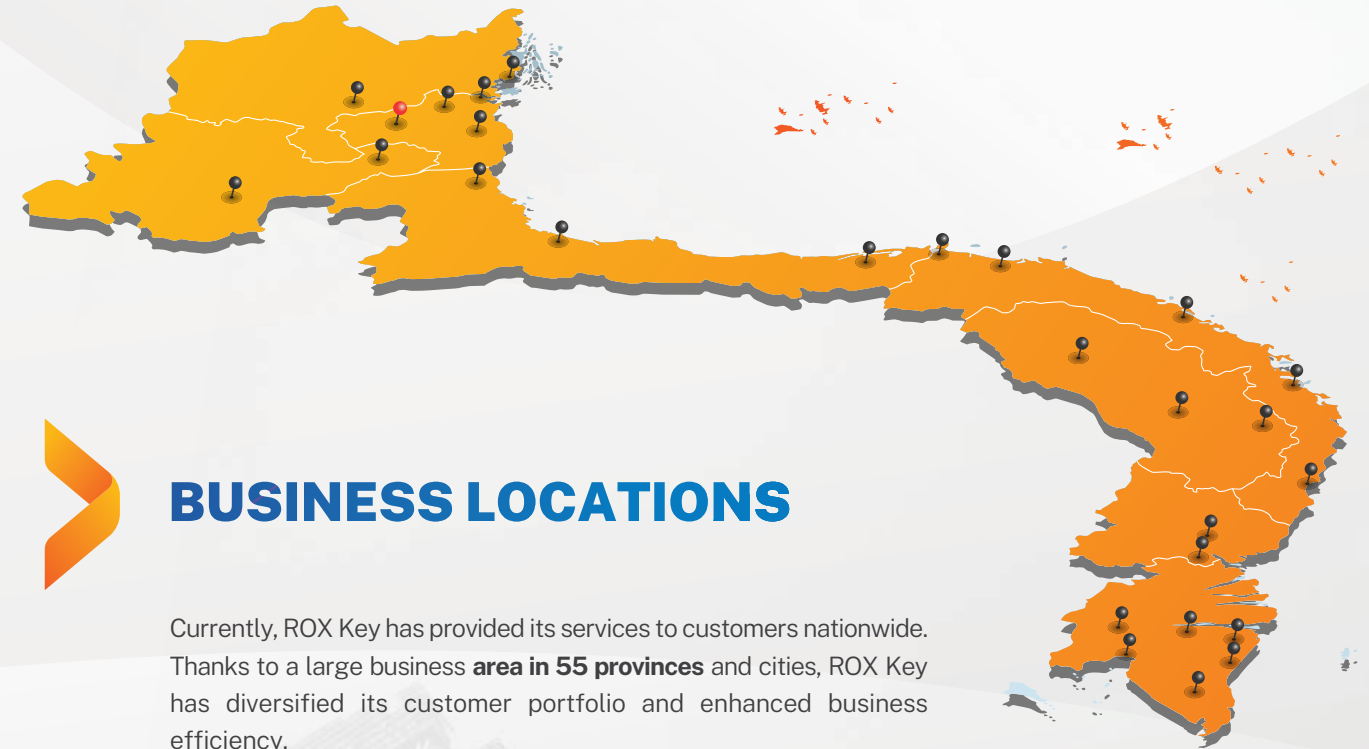 BUSINESS LOCATIONS
Currently, ROX Key has provided its services to customers nationwide.
Thanks to a large business area in 55 provinces and cities, ROX Key
has diversified its customer portfolio and enhanced business
efficiency.